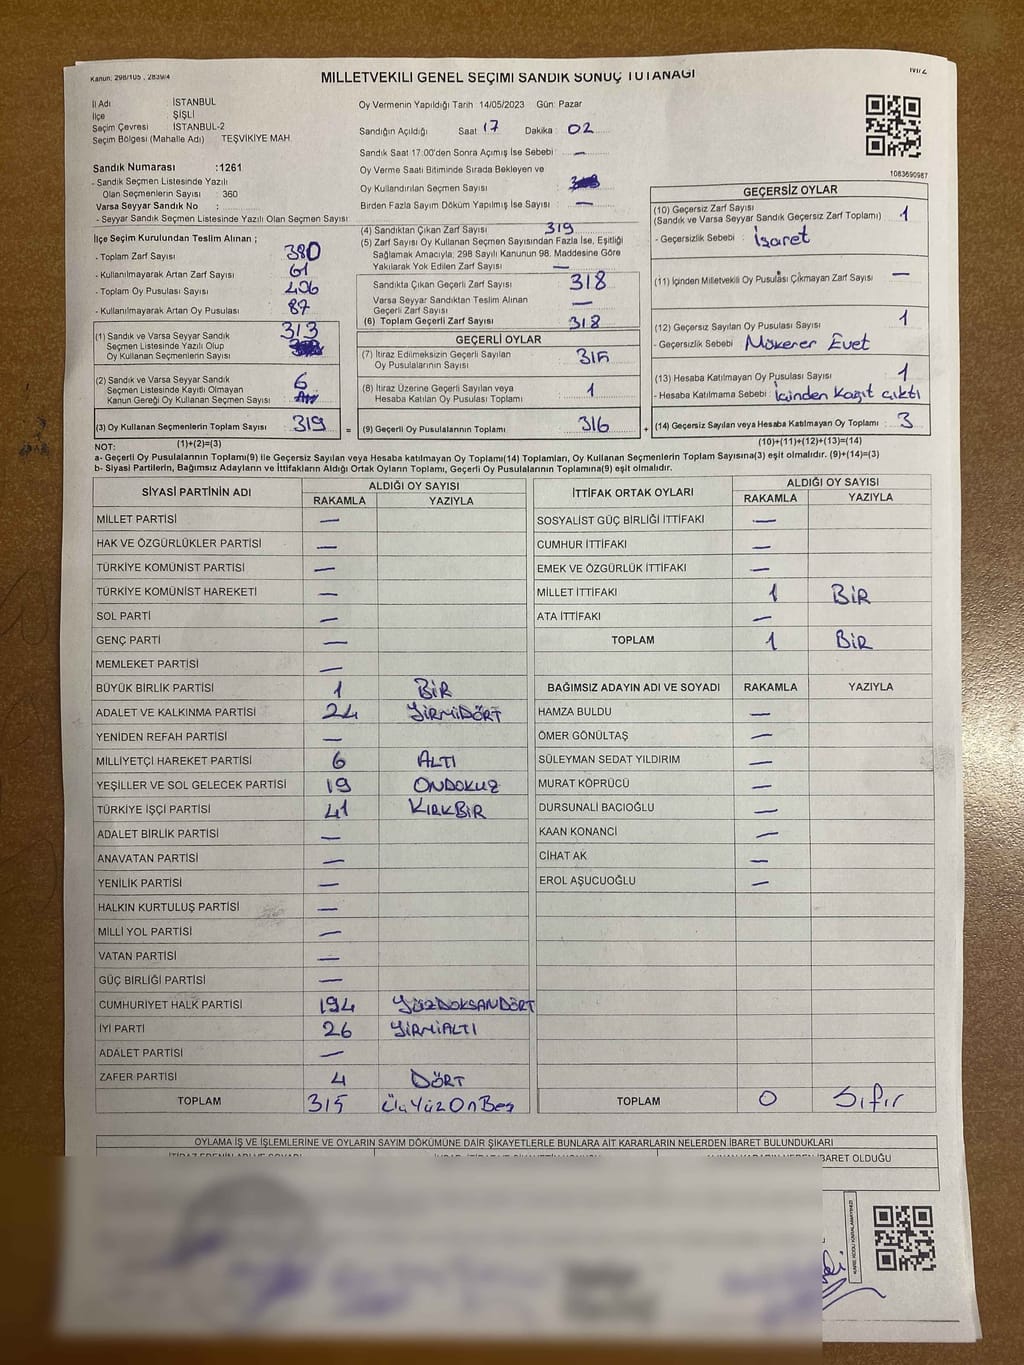 Kanun: 298/105 , 2839/4
MİLLETVEKİLİ GENEL SEÇİMİ SANDIK SONUÇ TUTANAĞI
İl Adı İSTANBUL
İlçe ŞİŞLİ
Seçim Çevresi İSTANBUL-2
Seçim Bölgesi (Mahalle Adı) TEŞVİKİYE MAH
Sandık Numarası :1261
- Sandık Seçmen Listesinde Yazılı
Olan Seçmenlerin Sayısı : 360
Varsa Seyyar Sandık No :
- Seyyar Sandık Seçmen Listesinde Yazılı Olan Seçmen Sayısı
Oy Vermenin Yapıldığı Tarih 14/05/2023 Gün: Pazar
Sandığın Açıldığı Saat 17 Dakika : 02
Sandık Saat 17:00'den Sonra Açımış İse Sebebi : —
Oy Verme Saati Bitiminde Sırada Bekleyen ve
Oy Kullandırılan Seçmen Sayısı :
Birden Fazla Sayım Döküm Yapılmış İse Sayısı : —
1083690987
İlçe Seçim Kurulundan Teslim Alınan ;
- Toplam Zarf Sayısı : 380
- Kullanılmayarak Artan Zarf Sayısı : 61
- Toplam Oy Pusulası Sayısı : 406
- Kullanılmayarak Artan Oy Pusulası : 87
(1) Sandık ve Varsa Seyyar Sandık
Seçmen Listesinde Yazılı Olup
Oy Kullanan Seçmenlerin Sayısı : 313
(2) Sandık ve Varsa Seyyar Sandık
Seçmen Listesinde Kayıtlı Olmayan
Kanun Gereği Oy Kullanan Seçmen Sayısı : 6
(3) Oy Kullanan Seçmenlerin Toplam Sayısı : 319 =
(1)+(2)=(3)
(4) Sandıktan Çıkan Zarf Sayısı 319
(5) Zarf Sayısı Oy Kullanan Seçmen Sayısından Fazla İse, Eşitliği
Sağlamak Amacıyla, 298 Sayılı Kanunun 98. Maddesine Göre
Yakılarak Yok Edilen Zarf Sayısı : —
Sandıkta Çıkan Geçerli Zarf Sayısı : 318
Varsa Seyyar Sandıktan Teslim Alınan
Geçerli Zarf Sayısı : —
(6) Toplam Geçerli Zarf Sayısı : 318
GEÇERLİ OYLAR
(7) İtiraz Edilmeksizin Geçerli Sayılan
Oy Pusulalarının Sayısı : 315
(8) İtiraz Üzerine Geçerli Sayılan veya
Hesaba Katılan Oy Pusulası Toplamı : 1
(9) Geçerli Oy Pusulalarının Toplamı : 316 +
GEÇERSİZ OYLAR
(10) Geçersiz Zarf Sayısı
(Sandık ve Varsa Seyyar Sandık Geçersiz Zarf Toplamı) : 1
- Geçersizlik Sebebi : İşaret
(11) İçinden Milletvekili Oy Pusulası Çıkmayan Zarf Sayısı : —
(12) Geçersiz Sayılan Oy Pusulası Sayısı : 1
- Geçersizlik Sebebi : Mükerer Evet
(13) Hesaba Katılmayan Oy Pusulası Sayısı : 1
- Hesaba Katılmama Sebebi : İçinden Kağıt çıktı
(14) Geçersiz Sayılan veya Hesaba Katılmayan Oy Toplamı : 3
(10)+(11)+(12)+(13)=(14)
NOT:
a- Geçerli Oy Pusulalarının Toplamı(9) ile Geçersiz Sayılan veya Hesaba katılmayan Oy Toplamı(14) Toplamları, Oy Kullanan Seçmenlerin Toplam Sayısına(3) eşit olmalıdır. (9)+(14)=(3)
b- Siyasi Partilerin, Bağımsız Adayların ve İttifakların Aldığı Ortak Oyların Toplamı, Geçerli Oy Pusulalarının Toplamına(9) eşit olmalıdır.
SİYASİ PARTİNİN ADI ALDIĞI OY SAYISI
RAKAMLA YAZIYLA
MİLLET PARTİSİ —
HAK VE ÖZGÜRLÜKLER PARTİSİ —
TÜRKİYE KOMÜNİST PARTİSİ —
TÜRKİYE KOMÜNİST HAREKETİ —
SOL PARTİ —
GENÇ PARTİ —
MEMLEKET PARTİSİ —
BÜYÜK BİRLİK PARTİSİ 1 BİR
ADALET VE KALKINMA PARTİSİ 24 YİRMİDÖRT
YENİDEN REFAH PARTİSİ —
MİLLİYETÇİ HAREKET PARTİSİ 6 ALTI
YEŞİLLER VE SOL GELECEK PARTİSİ 19 ONDOKUZ
TÜRKİYE İŞÇİ PARTİSİ 41 KIRKBİR
ADALET BİRLİK PARTİSİ —
ANAVATAN PARTİSİ —
YENİLİK PARTİSİ —
HALKIN KURTULUŞ PARTİSİ —
MİLLİ YOL PARTİSİ —
VATAN PARTİSİ —
GÜÇ BİRLİĞİ PARTİSİ —
CUMHURİYET HALK PARTİSİ 194 YÜZDOKSANDÖRT
İYİ PARTİ 26 YİRMİALTI
ADALET PARTİSİ —
ZAFER PARTİSİ 4 DÖRT
TOPLAM 315 ÜçYüzOnBeş
İTTİFAK ORTAK OYLARI ALDIĞI OY SAYISI
RAKAMLA YAZIYLA
SOSYALİST GÜÇ BİRLİĞİ İTTİFAKI —
CUMHUR İTTİFAKI —
EMEK VE ÖZGÜRLÜK İTTİFAKI —
MİLLET İTTİFAKI 1 BİR
ATA İTTİFAKI —
TOPLAM 1 BİR
BAĞIMSIZ ADAYIN ADI VE SOYADI RAKAMLA YAZIYLA
HAMZA BULDU —
ÖMER GÖNÜLTAŞ —
SÜLEYMAN SEDAT YILDIRIM —
MURAT KÖPRÜCÜ —
DURSUNALİ BACIOĞLU —
KAAN KONANCİ —
CİHAT AK —
EROL AŞUCUOĞLU —
TOPLAM 0 Sıfır
OYLAMA İŞ VE İŞLEMLERİNE VE OYLARIN SAYIM DÖKÜMÜNE DAİR ŞİKAYETLERLE BUNLARA AİT KARARLARIN NELERDEN İBARET BULUNDUKLARI
İBARET OLDUĞU